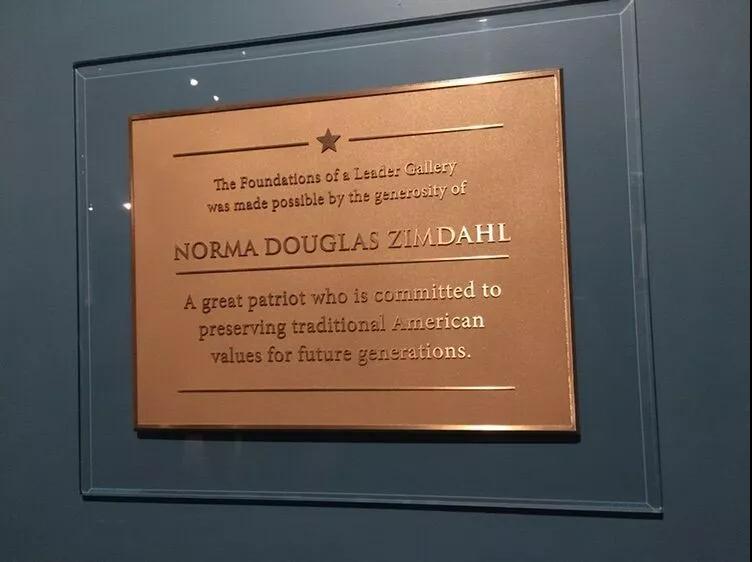 The Foundations of a Leader Gallery
was made possible by the generosity of
NORMA DOUGLAS ZIMDAHL
A great patriot who is committed to
preserving traditional American
values for future generations.